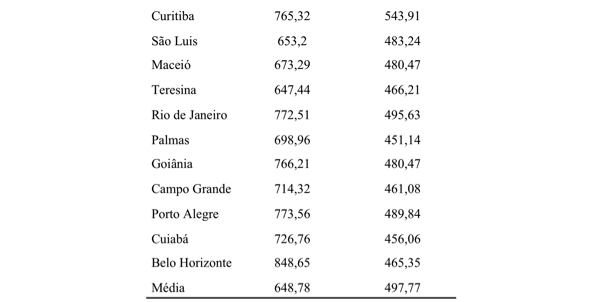 Curitiba 765,32 543,91
São Luis 653,2 483,24
Maceió 673,29 480,47
Teresina 647,44 466,21
Rio de Janeiro 772,51 495,63
Palmas 698,96 451,14
Goiânia 766,21 480,47
Campo Grande 714,32 461,08
Porto Alegre 773,56 489,84
Cuiabá 726,76 456,06
Belo Horizonte 848,65 465,35
Média 648,78 497,77